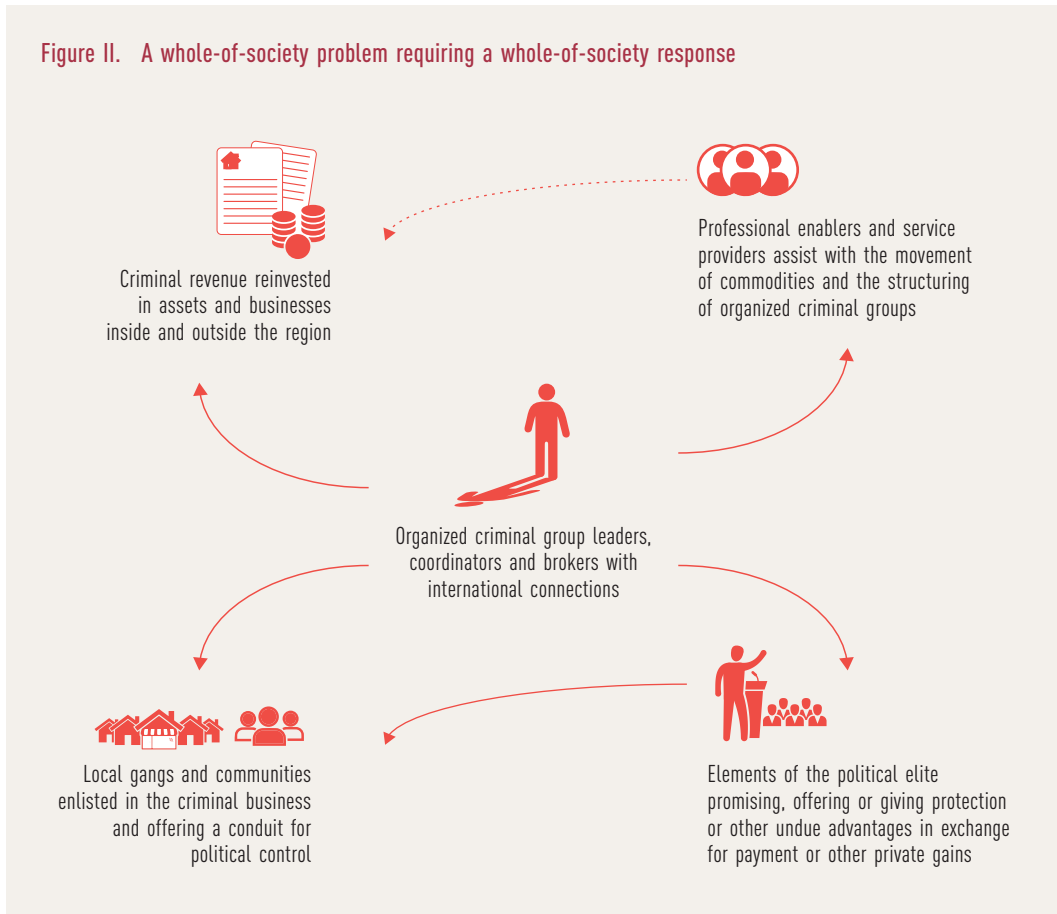 Figure II. A whole-of-society problem requiring a whole-of-society response
Criminal revenue reinvested
in assets and businesses
inside and outside the region
Professional enablers and service
providers assist with the movement
of commodities and the structuring
of organized criminal groups
Organized criminal group leaders,
coordinators and brokers with
international connections
Local gangs and communities
enlisted in the criminal business
and offering a conduit for
political control
Elements of the political elite
promising, offering or giving protection
or other undue advantages in exchange
for payment or other private gains